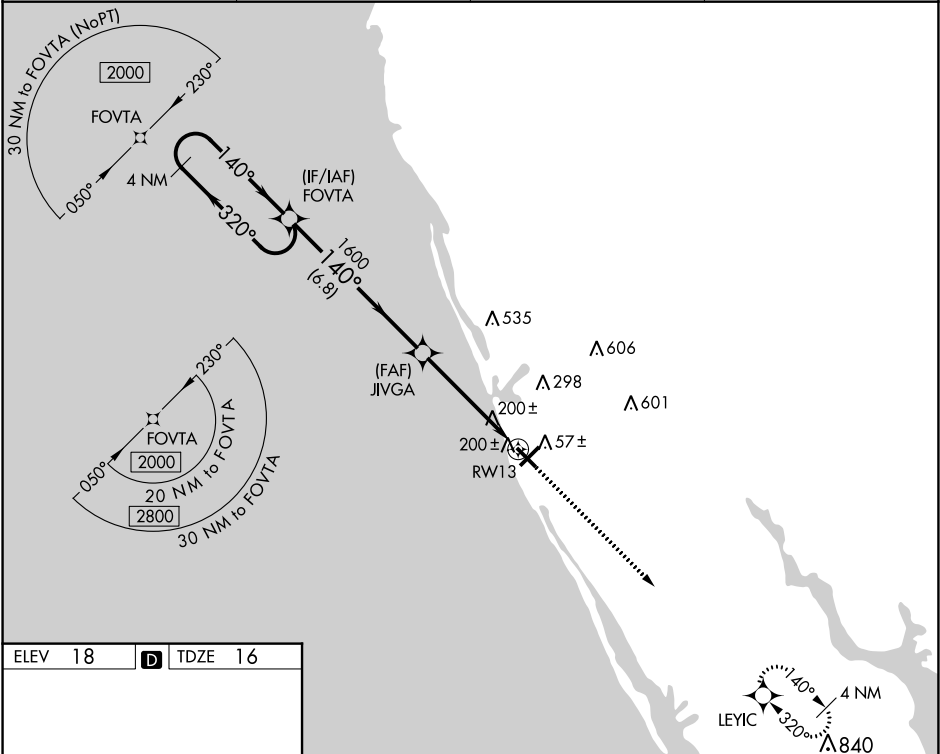 30 NM to FOVTA (NoPT)
2000
230°
FOVTA
050°
4 NM
140°
320°
(IF/IAF)
FOVTA
1600
140°
(6.8)
535
606
(FAF)
JIVGA
298
601
200 ±
200 ±
57 ±
RW13
230°
FOVTA
2000
050°
20 NM to FOVTA
2800
30 NM to FOVTA
ELEV 18 D TDZE 16
140°
4 NM
LEYIC
320°
840